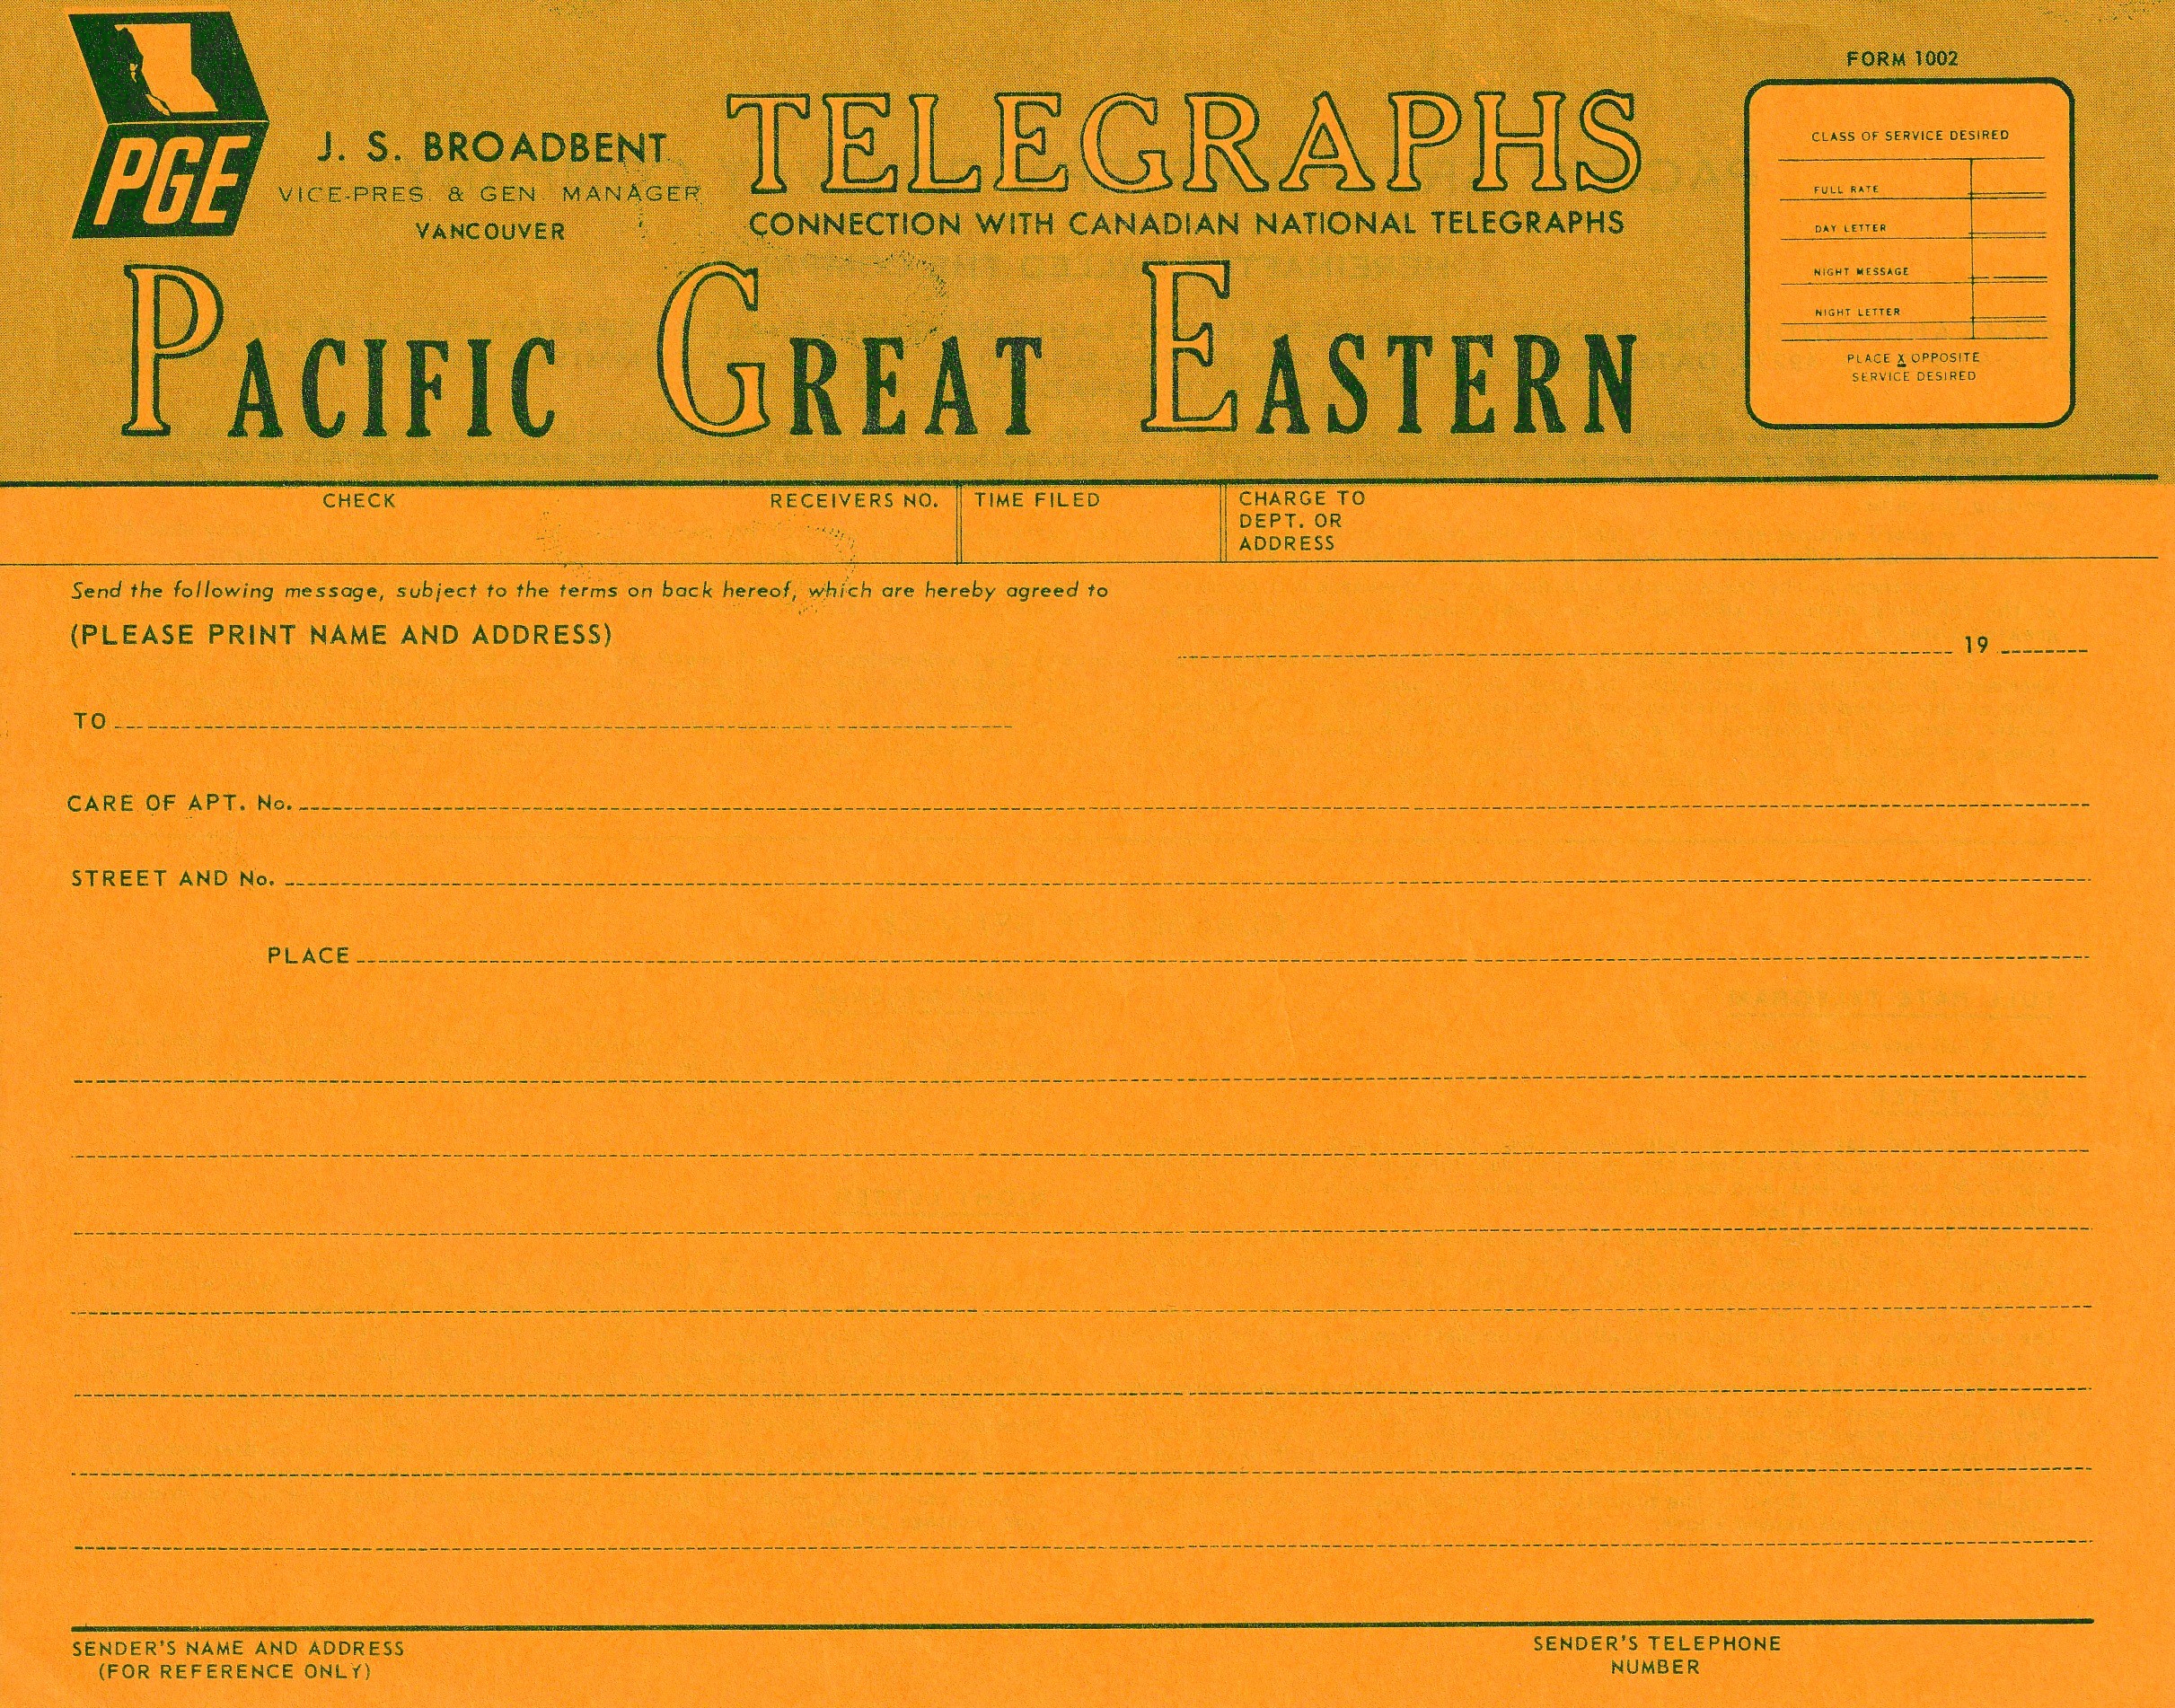 FORM 1002
PGE
J. S. BROADBENT
VICE-PRES. & GEN. MANAGER
VANCOUVER
TELEGRAPHS
CONNECTION WITH CANADIAN NATIONAL TELEGRAPHS
PACIFIC GREAT EASTERN
CLASS OF SERVICE DESIRED
FULL RATE
DAY LETTER
NIGHT MESSAGE
NIGHT LETTER
PLACE X OPPOSITE
SERVICE DESIRED
CHECK RECEIVERS NO. TIME FILED CHARGE TO
DEPT. OR
ADDRESS
Send the following message, subject to the terms on back hereof, which are hereby agreed to
(PLEASE PRINT NAME AND ADDRESS)
19
TO
CARE OF APT. No.
STREET AND No.
PLACE
SENDER'S NAME AND ADDRESS
(FOR REFERENCE ONLY)
SENDER'S TELEPHONE
NUMBER